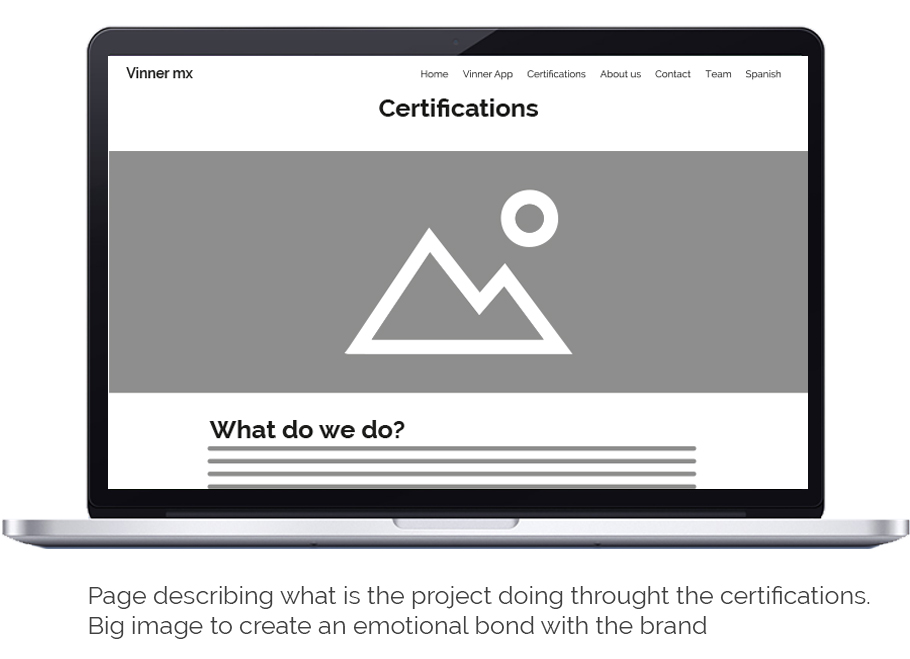 Vinner mx
Home Vinner App Certifications About us Contact Team Spanish
Certifications
What do we do?
Page describing what is the project doing throught the certifications.
Big image to create an emotional bond with the brand